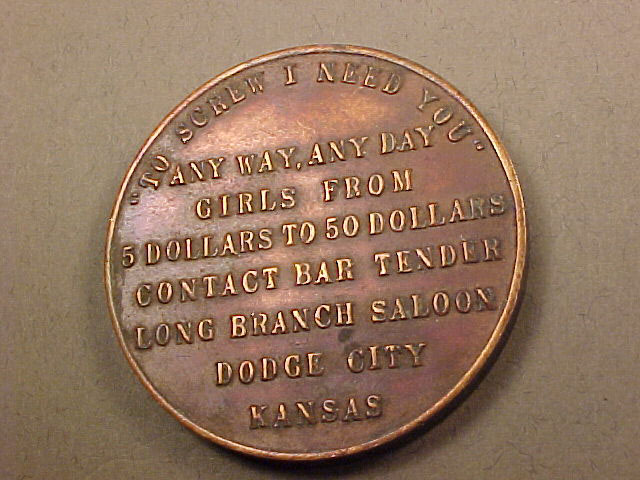 "TO SCREW I NEED YOU"
ANY WAY, ANY DAY
GIRLS FROM
5 DOLLARS TO 50 DOLLARS
CONTACT BAR TENDER
LONG BRANCH SALOON
DODGE CITY
KANSAS